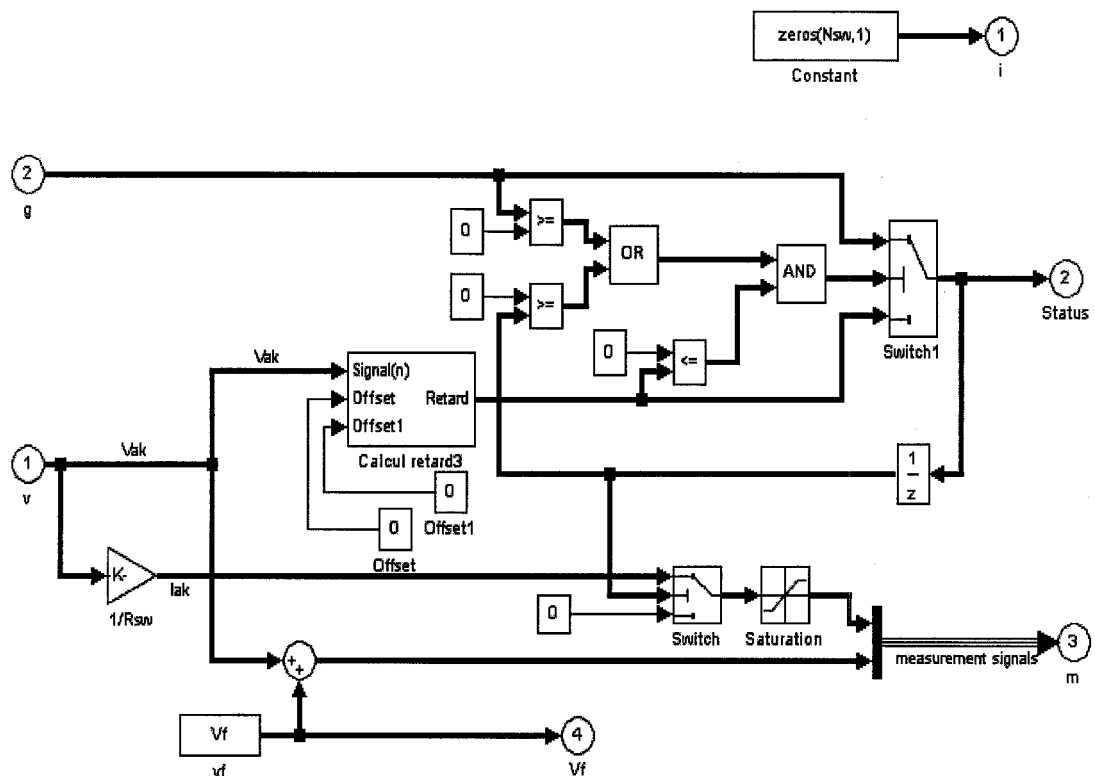 zeros(Nsw,1)
Constant
1
i
2
g
0
>=
OR
0
>=
AND
0
<=
Switch1
2
Status
Vak
Signal(n)
Offset
Offset1
Retard
Calcul retard3
1
v
Vak
0
Offset1
0
Offset
1
z
K-
1/Rsw
Iak
0
Switch
Saturation
measurement signals
3
m
+
+
Vf
vf
4
Vf